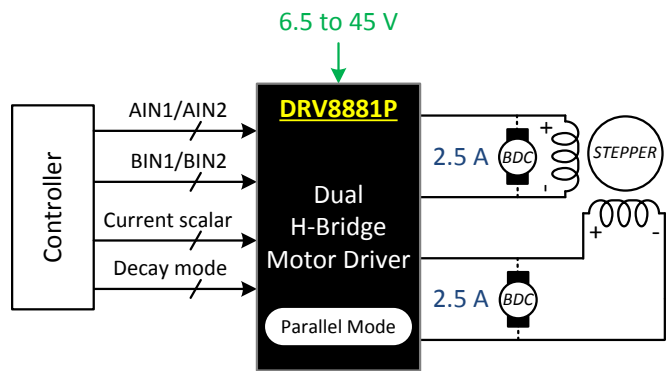 6.5 to 45 V
Controller
AIN1/AIN2
BIN1/BIN2
Current scalar
Decay mode
DRV8881P
Dual
H-Bridge
Motor Driver
Parallel Mode
2.5 A
BDC
+
-
STEPPER
+
-
2.5 A
BDC